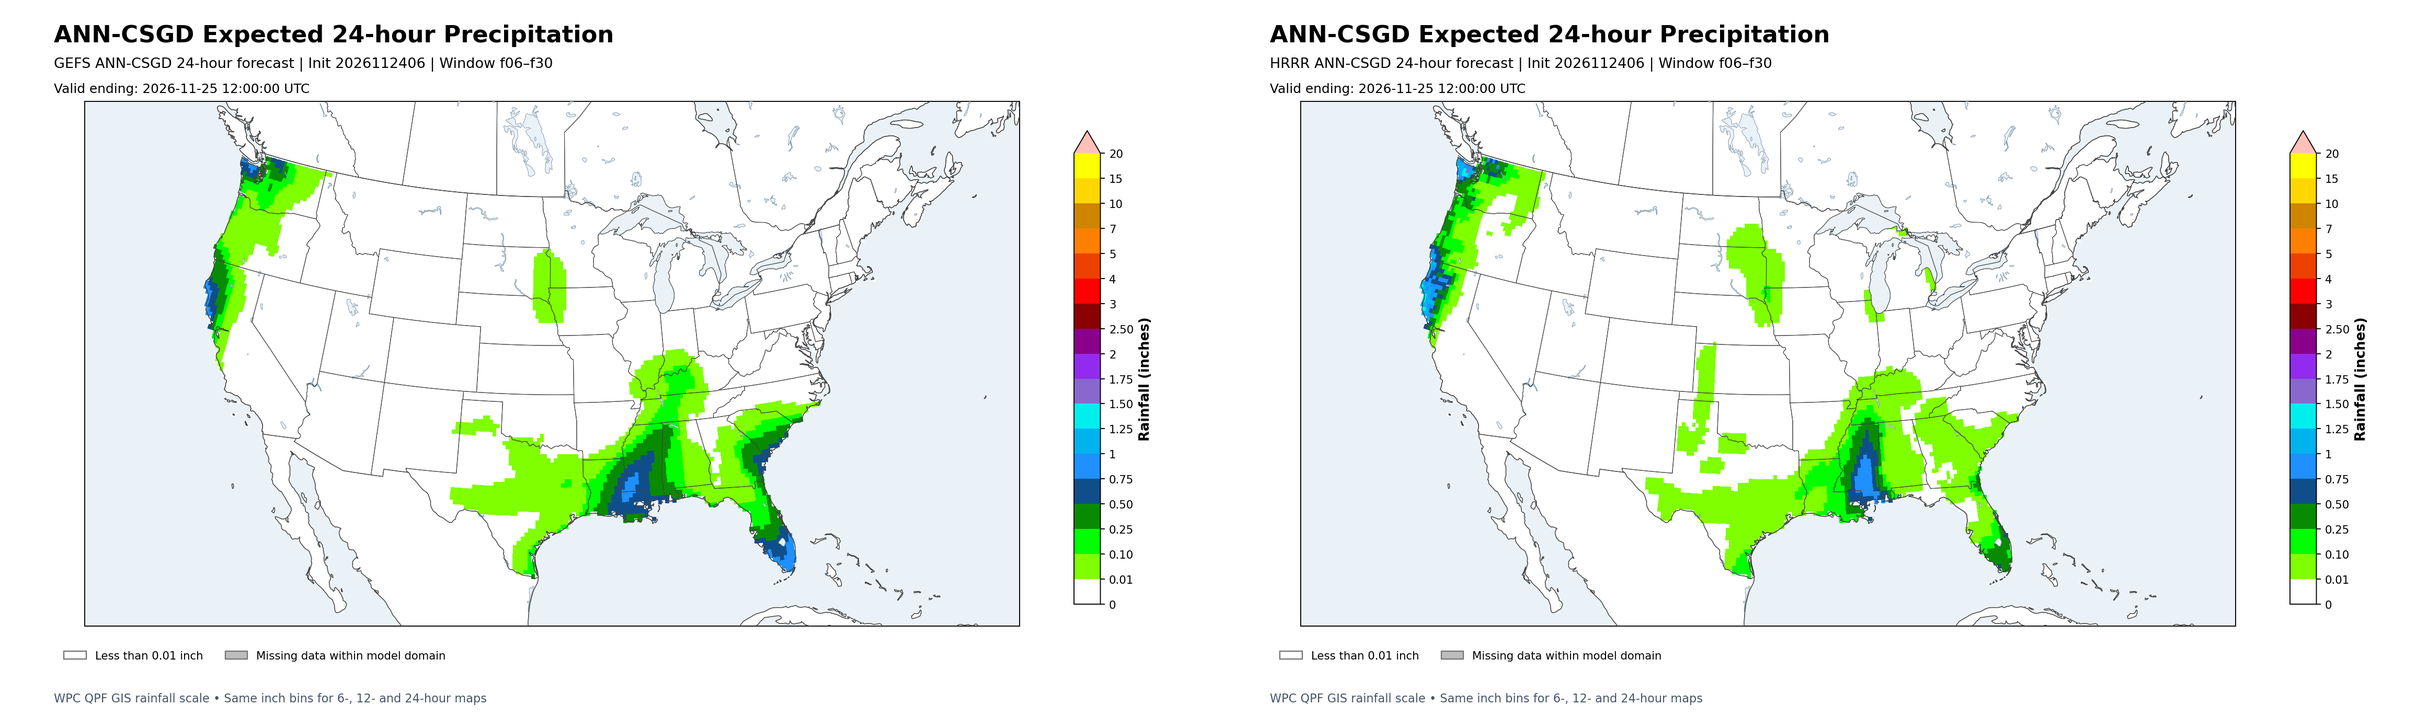 ANN-CSGD Expected 24-hour Precipitation
GEFS ANN-CSGD 24-hour forecast | Init 2026112406 | Window f06–f30
Valid ending: 2026-11-25 12:00:00 UTC
20
15
10
7
5
4
3
2.50
2
1.75
1.50
1.25
1
0.75
0.50
0.25
0.10
0.01
0
Rainfall (inches)
Less than 0.01 inch
Missing data within model domain
WPC QPF GIS rainfall scale • Same inch bins for 6-, 12- and 24-hour maps
ANN-CSGD Expected 24-hour Precipitation
HRRR ANN-CSGD 24-hour forecast | Init 2026112406 | Window f06–f30
Valid ending: 2026-11-25 12:00:00 UTC
20
15
10
7
5
4
3
2.50
2
1.75
1.50
1.25
1
0.75
0.50
0.25
0.10
0.01
0
Rainfall (inches)
Less than 0.01 inch
Missing data within model domain
WPC QPF GIS rainfall scale • Same inch bins for 6-, 12- and 24-hour maps